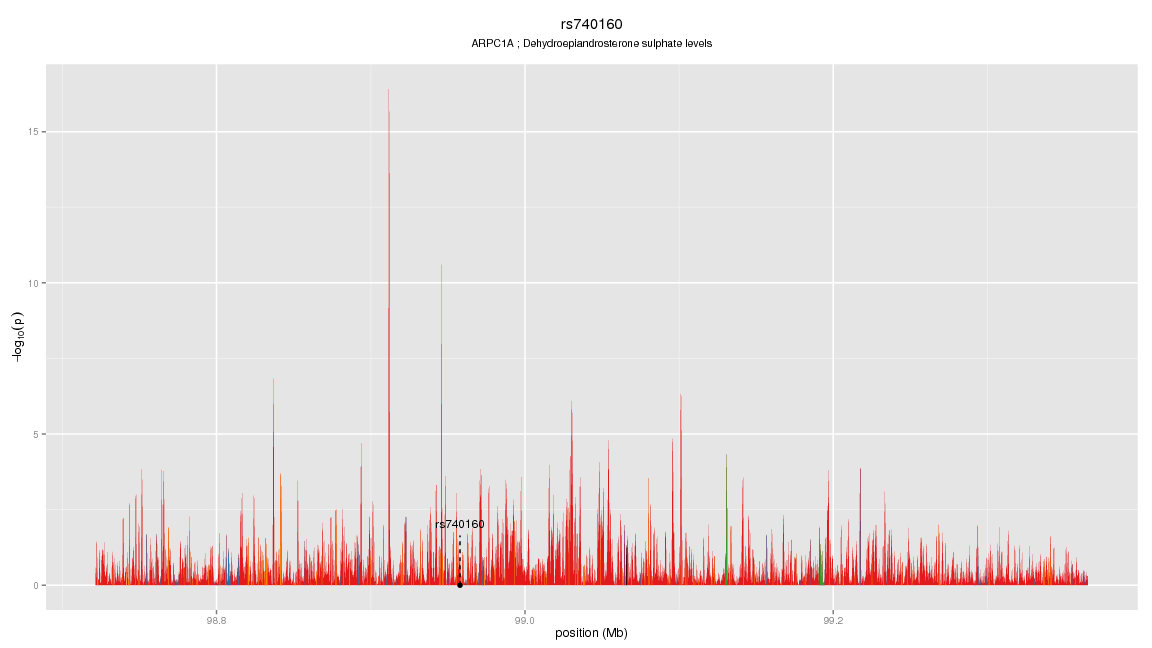 rs740160
ARPC1A ; Dehydroepiandrosterone sulphate levels
15
10
5
0
−log10(p)
rs740160
98.8
99.0
99.2
position (Mb)